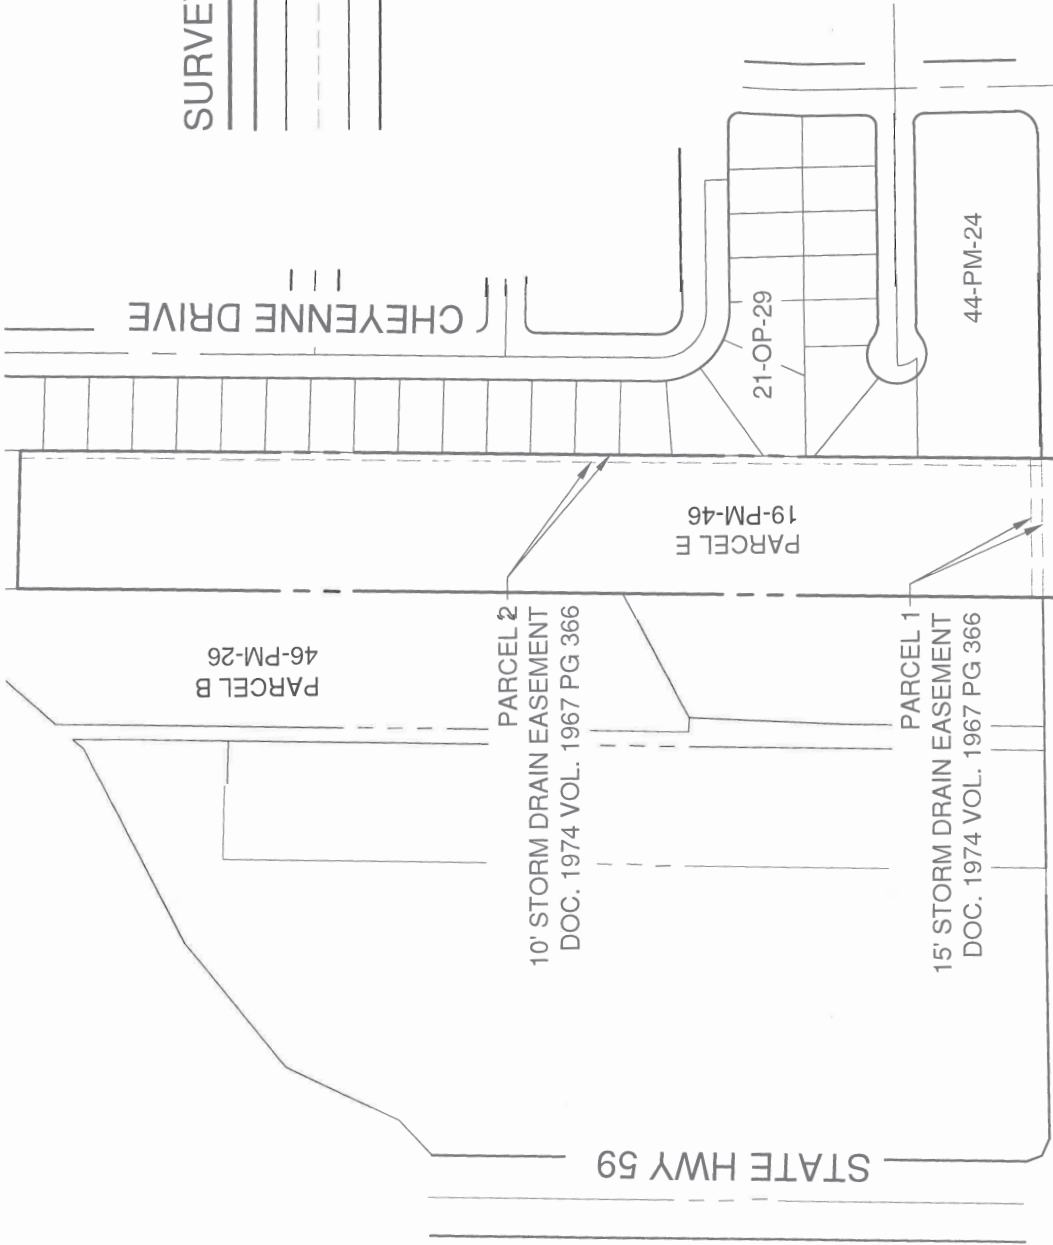 SURVE
CHEYENNE DRIVE
21-OP-29
44-PM-24
PARCEL E
19-PM-46
PARCEL B
46-PM-26
PARCEL 2
10' STORM DRAIN EASEMENT
DOC. 1974 VOL. 1967 PG 366
PARCEL 1
15' STORM DRAIN EASEMENT
DOC. 1974 VOL. 1967 PG 366
STATE HWY 59